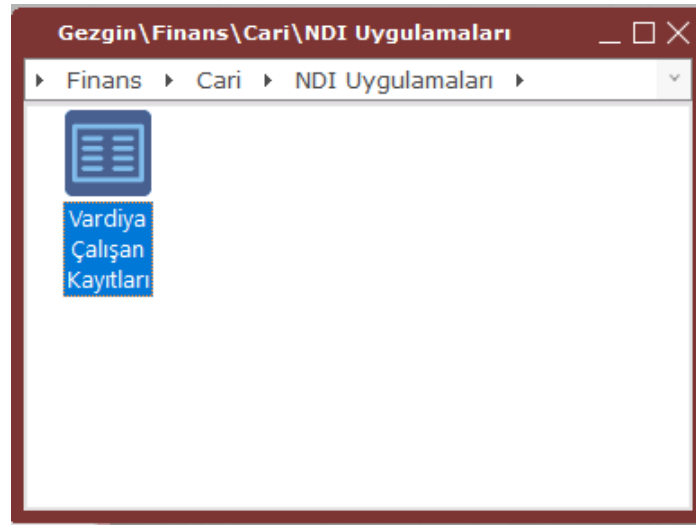 Gezgin\Finans\Cari\NDI Uygulamaları
Finans Cari NDI Uygulamaları
Vardiya
Çalışan
Kayıtları